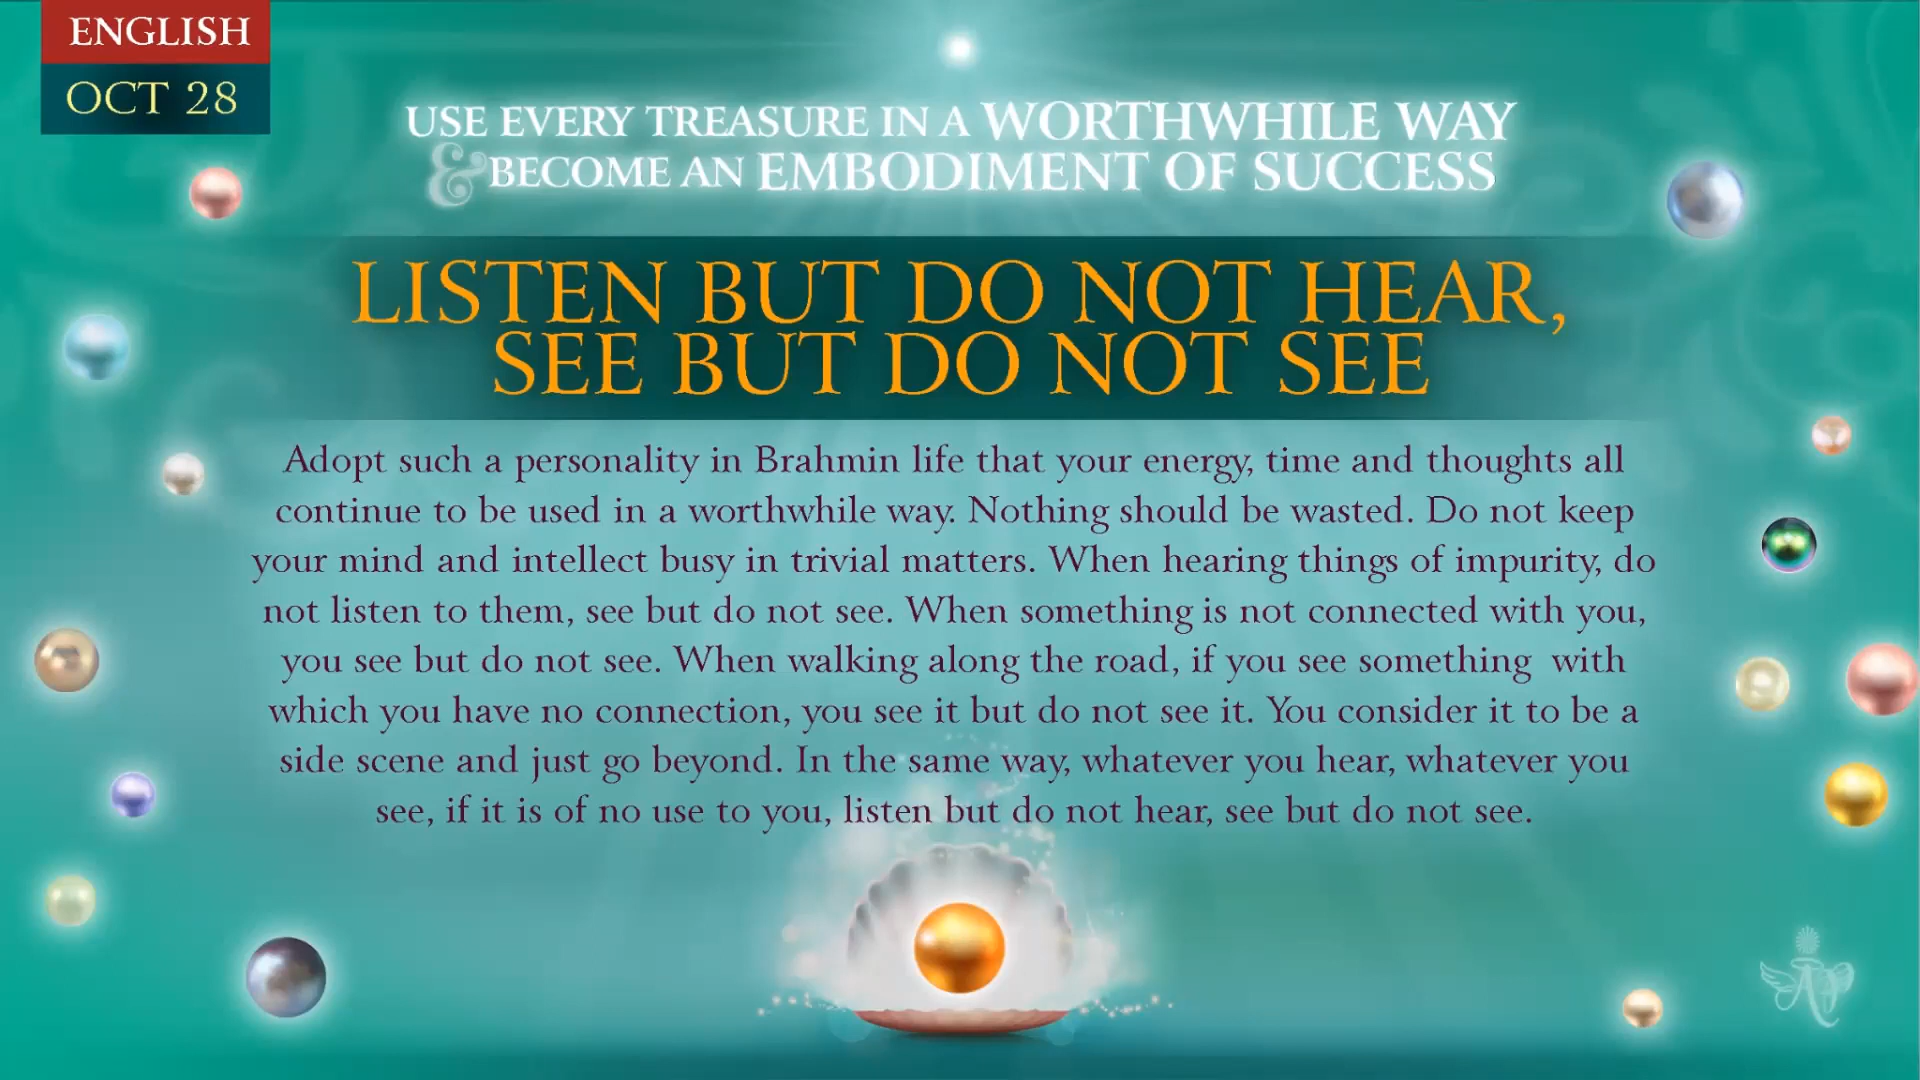 ENGLISH
OCT 28
USE EVERY TREASURE IN A WORTHWHILE WAY
& BECOME AN EMBODIMENT OF SUCCESS
LISTEN BUT DO NOT HEAR,
SEE BUT DO NOT SEE
Adopt such a personality in Brahmin life that your energy, time and thoughts all
continue to be used in a worthwhile way. Nothing should be wasted. Do not keep
your mind and intellect busy in trivial matters. When hearing things of impurity, do
not listen to them, see but do not see. When something is not connected with you,
you see but do not see. When walking along the road, if you see something with
which you have no connection, you see it but do not see it. You consider it to be a
side scene and just go beyond. In the same way, whatever you hear, whatever you
see, if it is of no use to you, listen but do not hear, see but do not see.